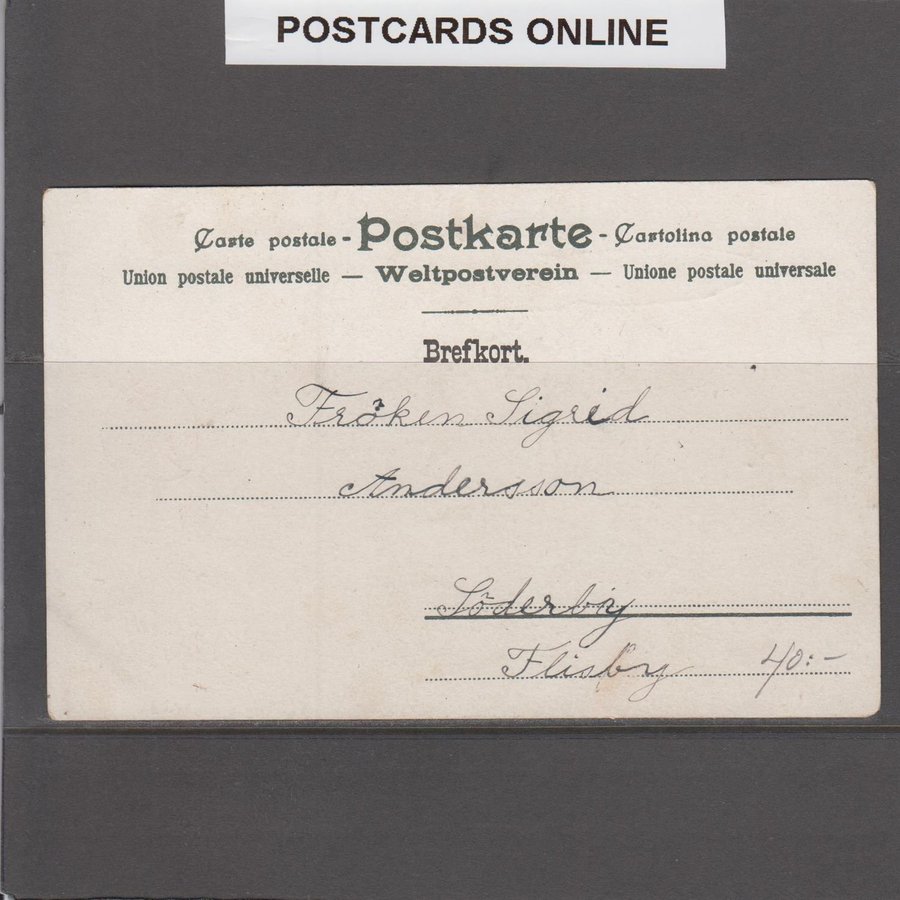 POSTCARDS ONLINE
Carte postale - Postkarte - Cartolina postale
Union postale universelle — Weltpostverein — Unione postale universale
Brefkort.
Fröken Sigrid
Andersson
Söderby
Flisby 40:-